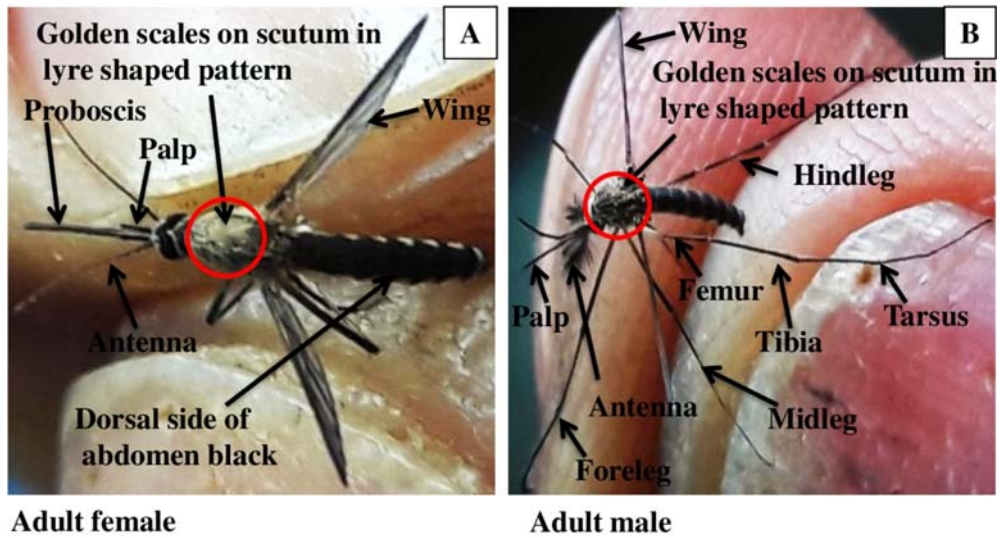 A
Golden scales on scutum in
lyre shaped pattern
Proboscis
Palp
Wing
Antenna
Dorsal side of
abdomen black
Adult female
B
Wing
Golden scales on scutum in
lyre shaped pattern
Hindleg
Palp
Femur
Tibia
Tarsus
Antenna
Midleg
Foreleg
Adult male